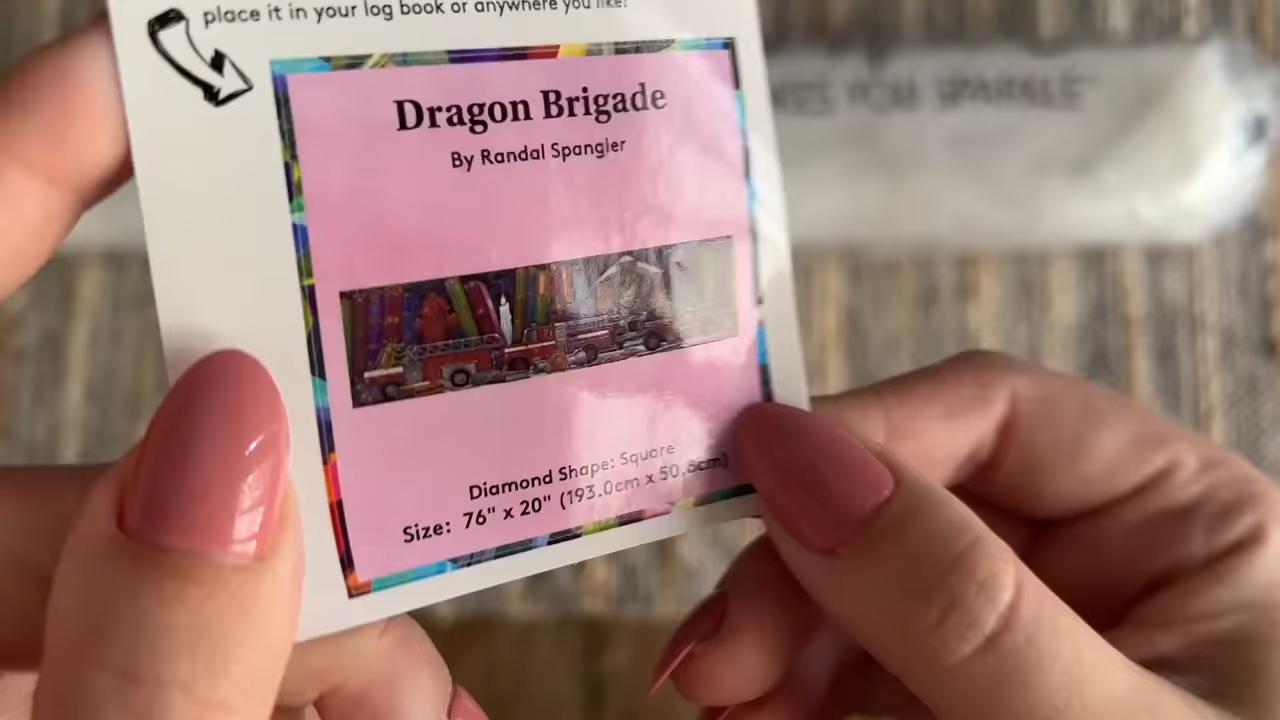 place it in your log book or anywhere you like!
Dragon Brigade
By Randal Spangler
Diamond Shape: Square
Size: 76" x 20" (193.0cm x 50.8cm)
SPARKLE